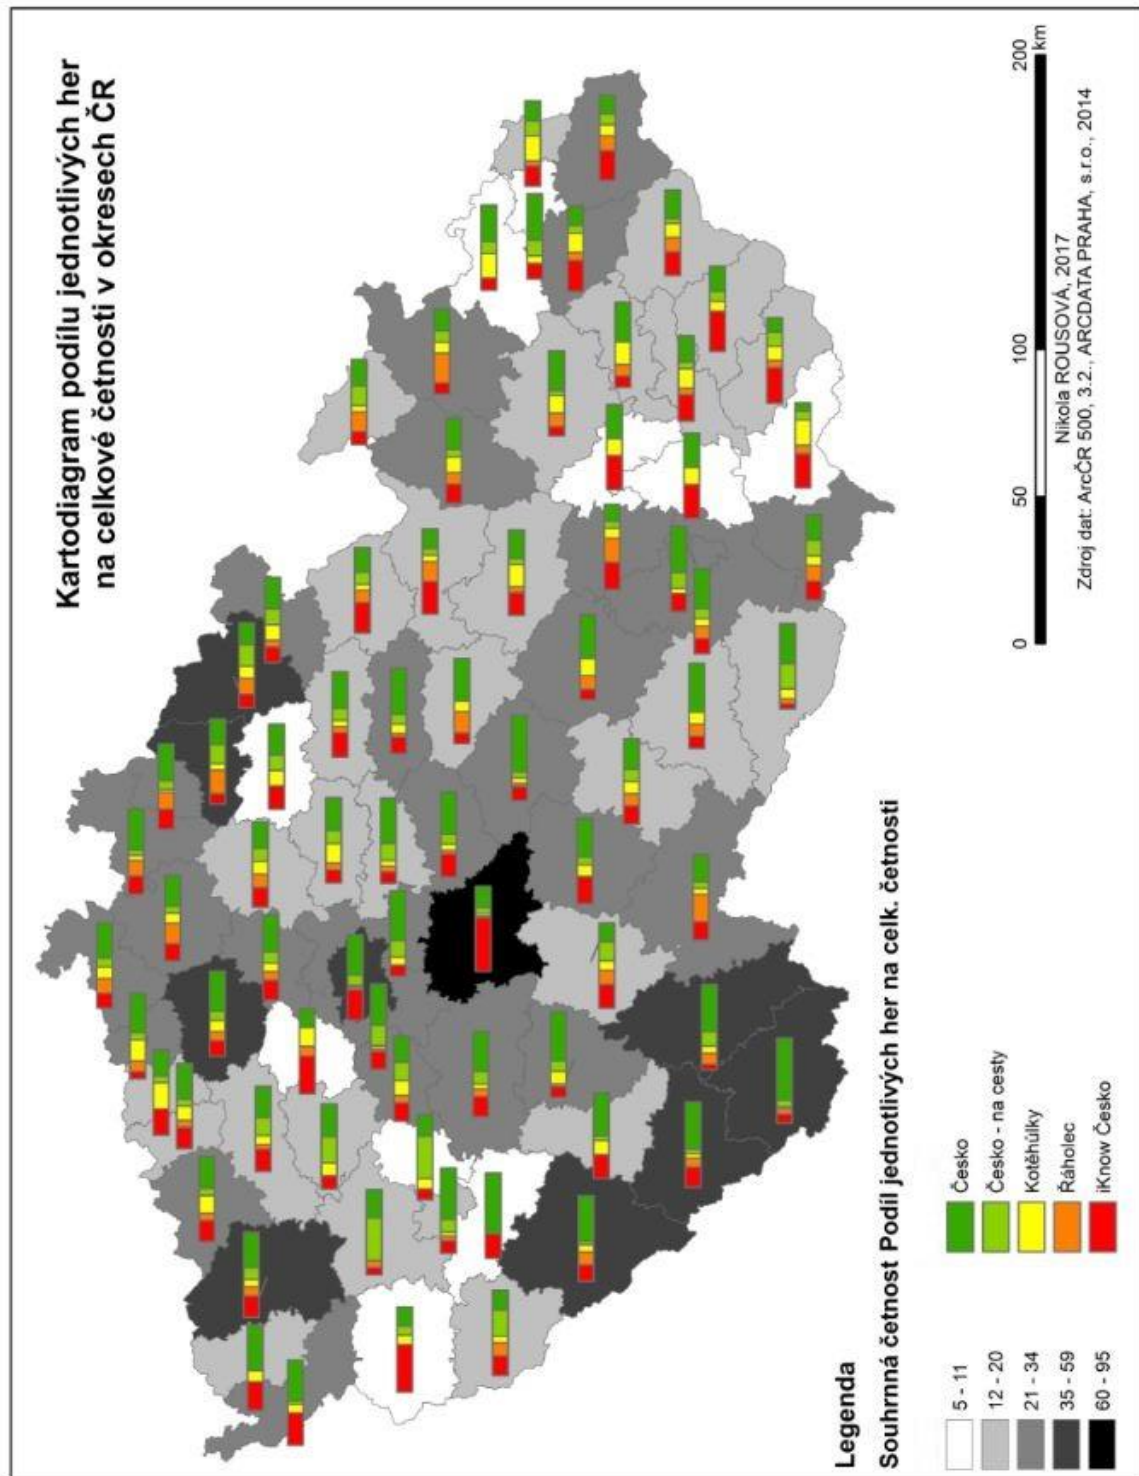 Kartodiagram podílu jednotlivých her
na celkové četnosti v okresech ČR
Legenda
Souhrnná četnost Podíl jednotlivých her na celk. četnosti
5 - 11
12 - 20
21 - 34
35 - 59
60 - 95
Česko
Česko - na cesty
Kotěhůlky
Řáholec
iKnow Česko
0
50
100
200
km
Nikola ROUSOVÁ, 2017
Zdroj dat: ArcČR 500, 3.2., ARCDATA PRAHA, s.r.o., 2014